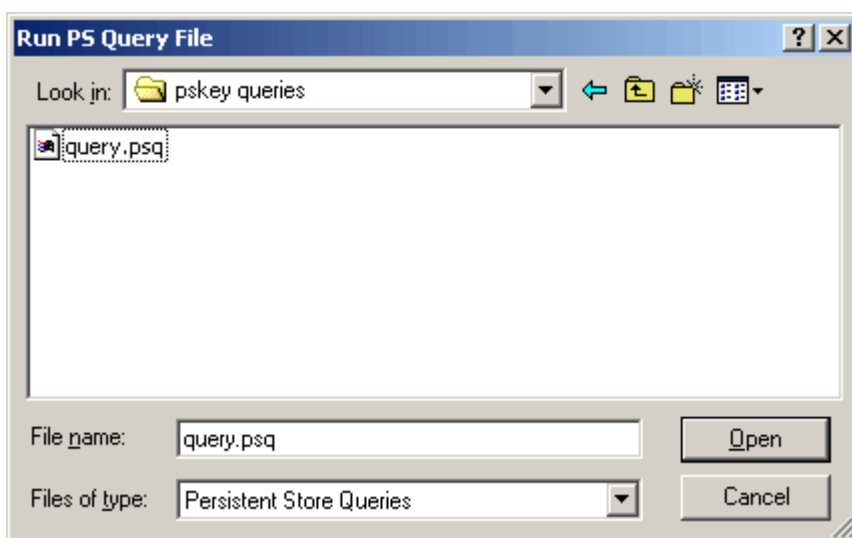 Run PS Query File
Look in: pskey queries
query.psq
File name: query.psq
Open
Files of type: Persistent Store Queries
Cancel